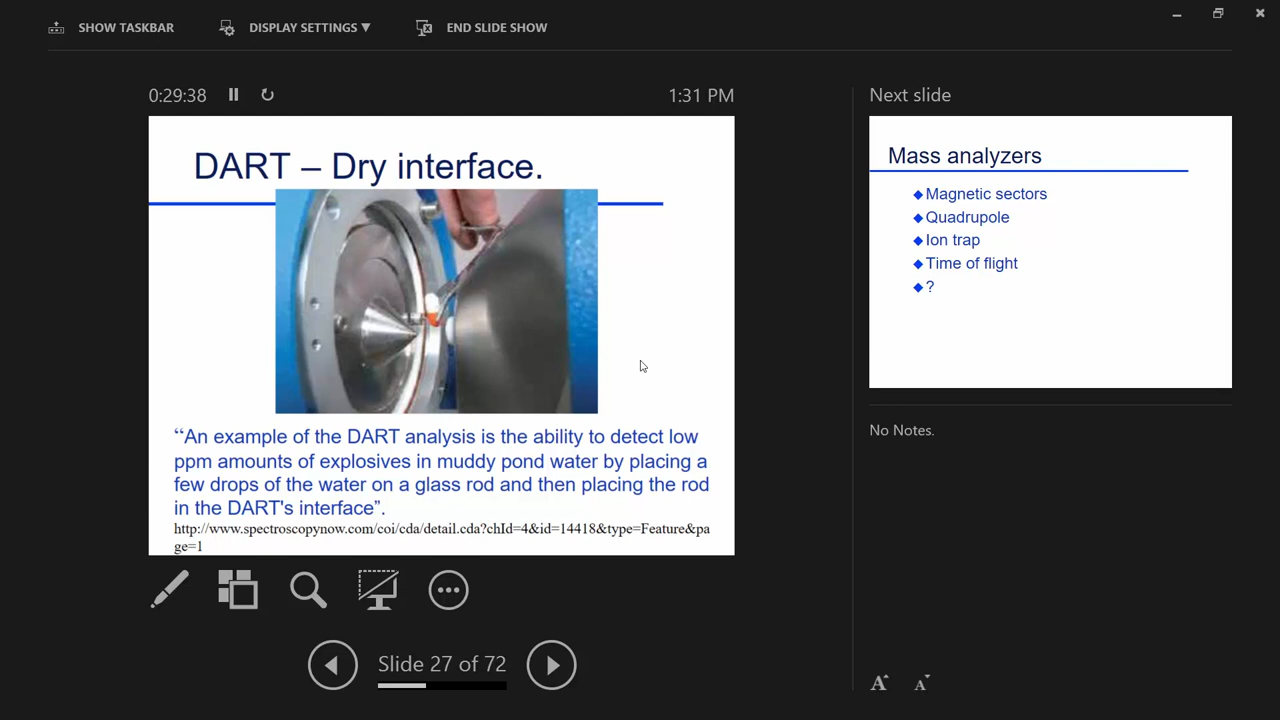 SHOW TASKBAR
DISPLAY SETTINGS ▼
END SLIDE SHOW
0:29:38
1:31 PM
DART – Dry interface.
“An example of the DART analysis is the ability to detect low
ppm amounts of explosives in muddy pond water by placing a
few drops of the water on a glass rod and then placing the rod
in the DART's interface”.
http://www.spectroscopynow.com/coi/cda/detail.cda?chId=4&id=14418&type=Feature&pa
ge=1
Slide 27 of 72
Next slide
Mass analyzers
◆Magnetic sectors
◆Quadrupole
◆Ion trap
◆Time of flight
◆?
No Notes.
A
A